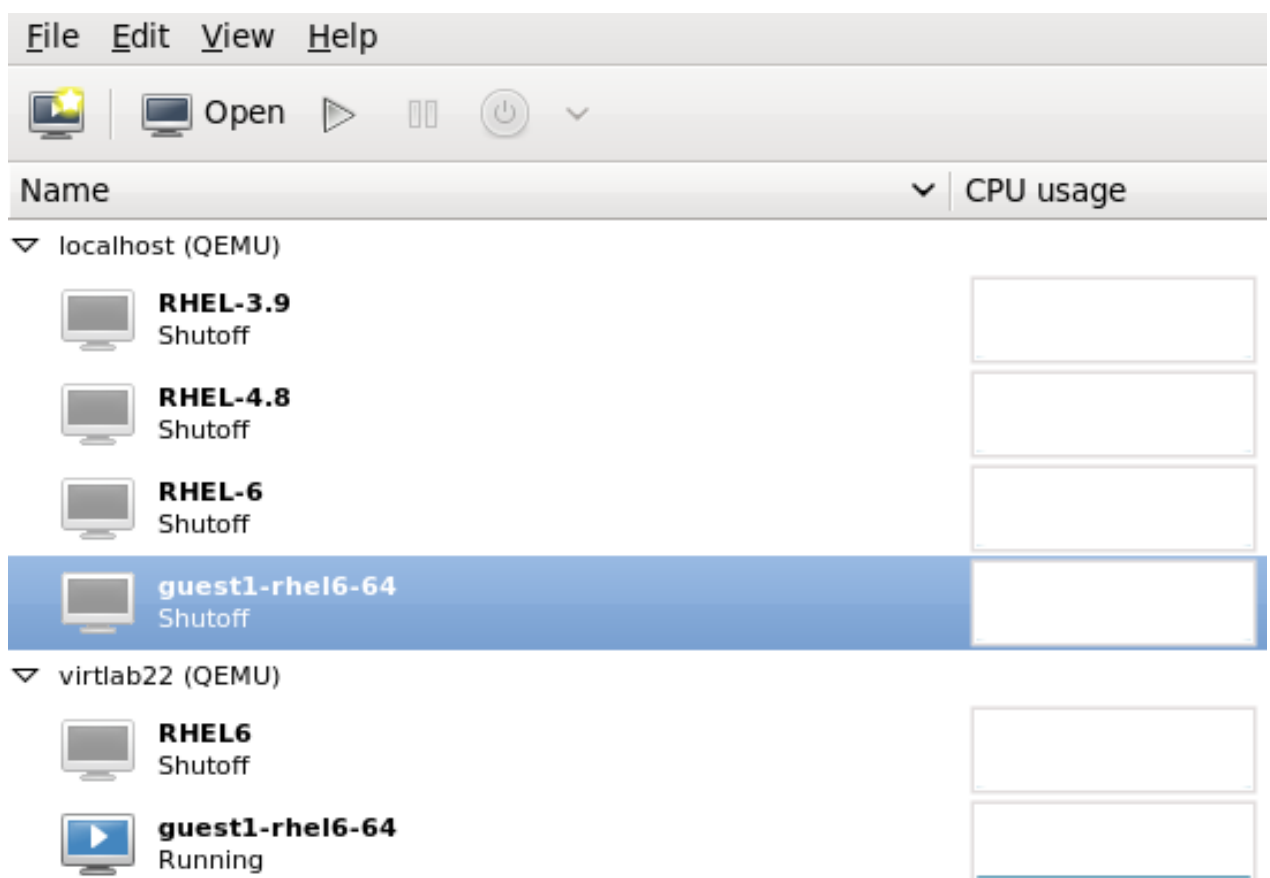 File Edit View Help
Open
Name CPU usage
localhost (QEMU)
RHEL-3.9
Shutoff
RHEL-4.8
Shutoff
RHEL-6
Shutoff
guest1-rhel6-64
Shutoff
virtlab22 (QEMU)
RHEL6
Shutoff
guest1-rhel6-64
Running